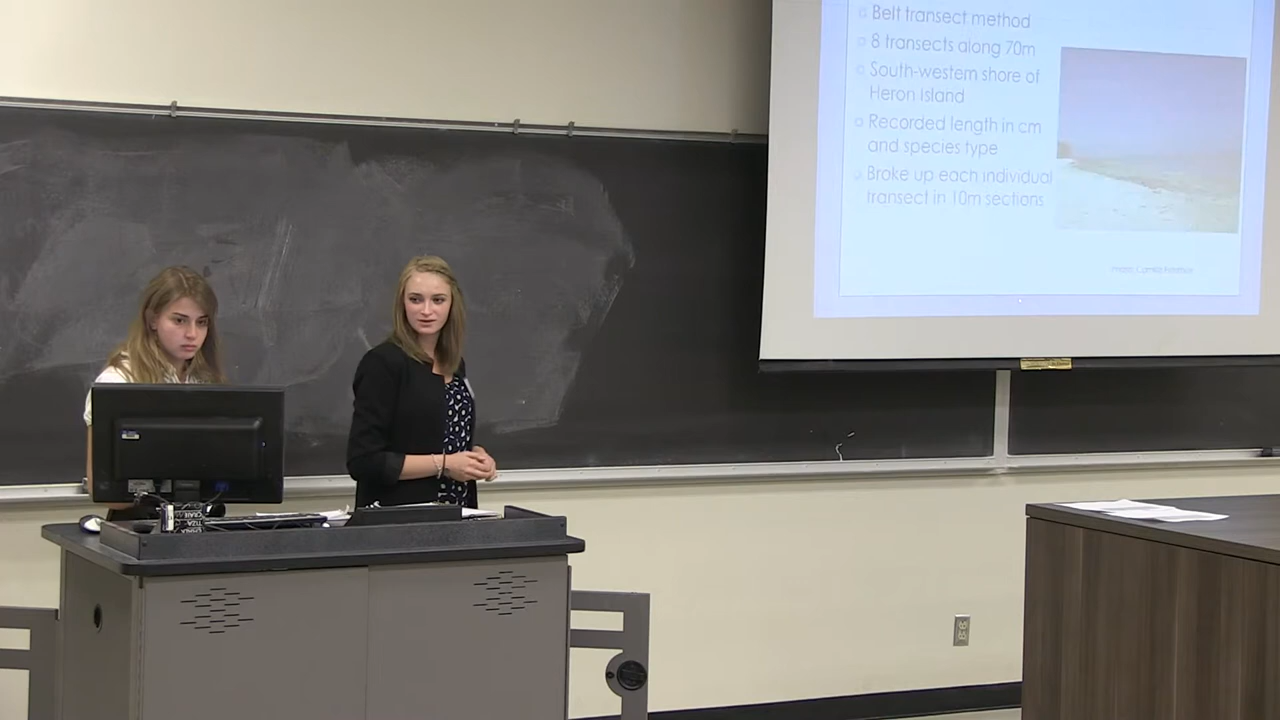 Belt transect method
8 transects along 70m
South-western shore of
Heron Island
Recorded length in cm
and species type
Broke up each individual
transect in 10m sections